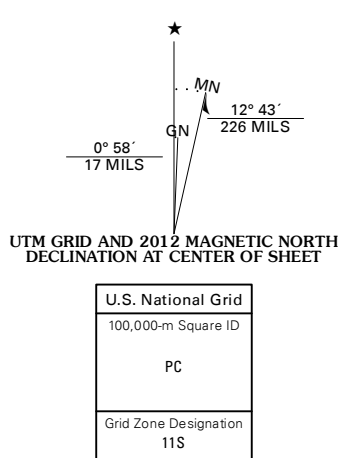 ★
MN
GN
12° 43´
226 MILS
0° 58´
17 MILS
UTM GRID AND 2012 MAGNETIC NORTH
DECLINATION AT CENTER OF SHEET
U.S. National Grid
100,000-m Square ID
PC
Grid Zone Designation
11S